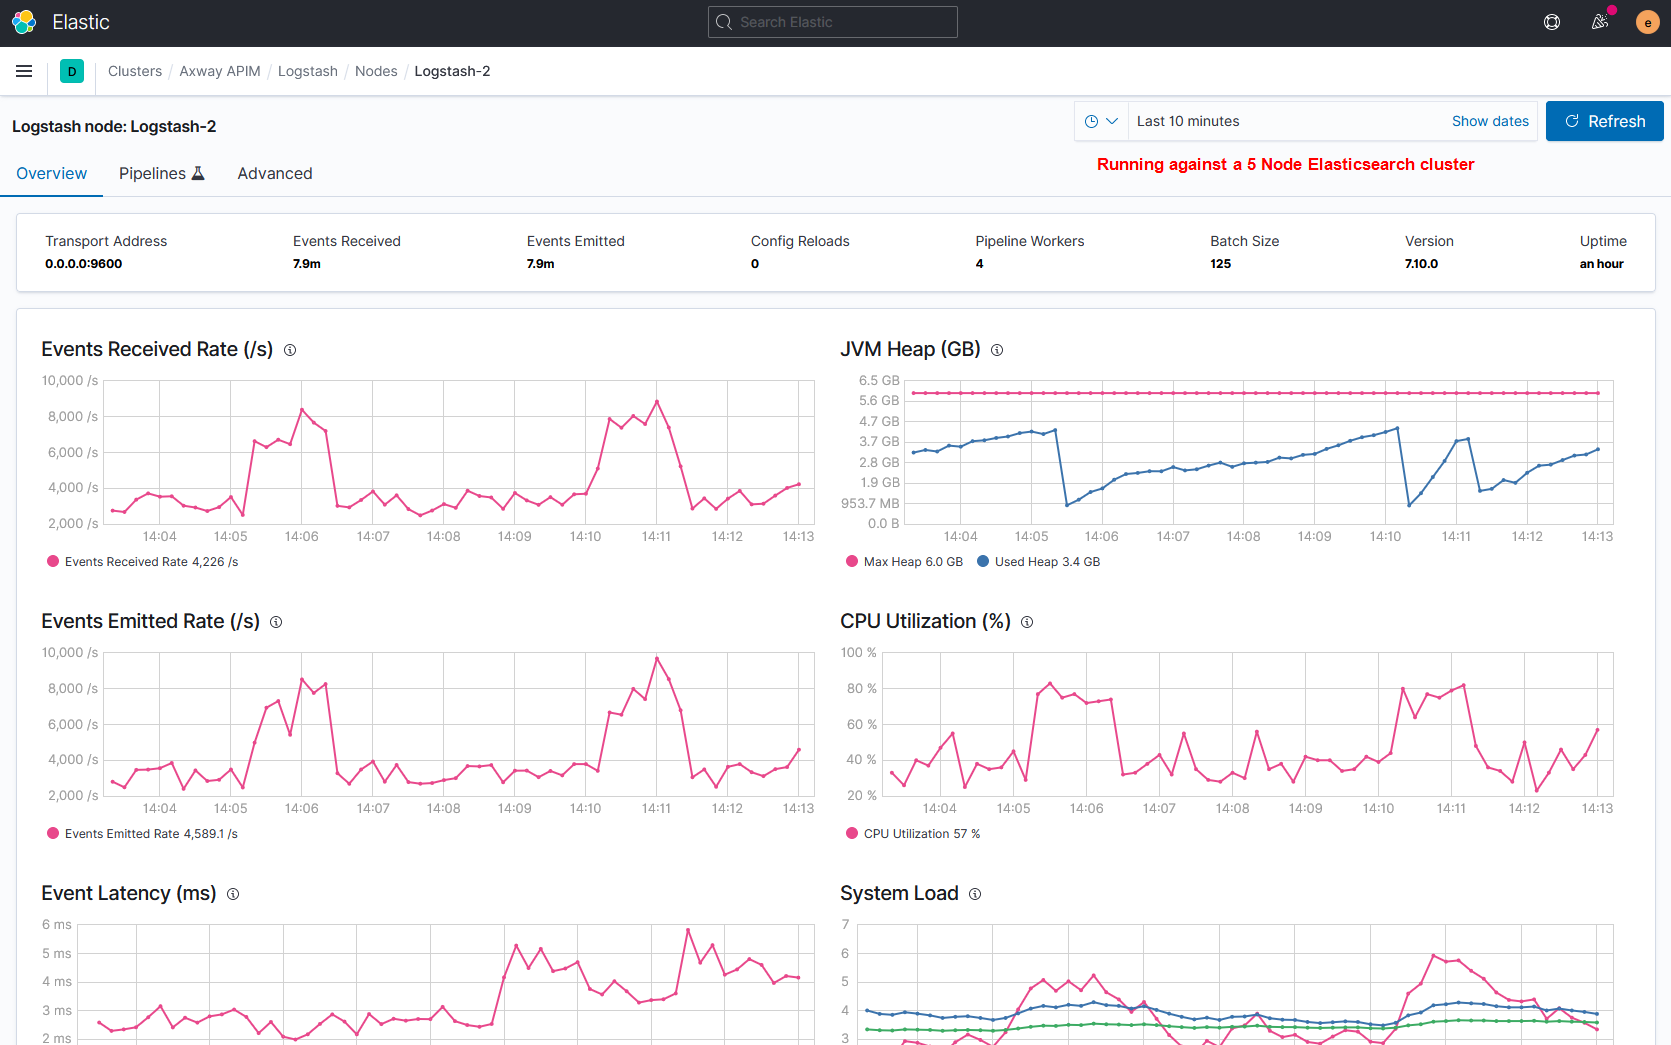 Elastic
Search Elastic
e
D
Clusters / Axway APIM / Logstash / Nodes / Logstash-2
Logstash node: Logstash-2
Last 10 minutes
Show dates
Refresh
Overview
Pipelines
Advanced
Running against a 5 Node Elasticsearch cluster
Transport Address
0.0.0.0:9600
Events Received
7.9m
Events Emitted
7.9m
Config Reloads
0
Pipeline Workers
4
Batch Size
125
Version
7.10.0
Uptime
an hour
Events Received Rate (/s)
10,000 /s
8,000 /s
6,000 /s
4,000 /s
2,000 /s
14:04 14:05 14:06 14:07 14:08 14:09 14:10 14:11 14:12 14:13
Events Received Rate 4,226 /s
JVM Heap (GB)
6.5 GB
5.6 GB
4.7 GB
3.7 GB
2.8 GB
1.9 GB
953.7 MB
0.0 B
14:04 14:05 14:06 14:07 14:08 14:09 14:10 14:11 14:12 14:13
Max Heap 6.0 GB Used Heap 3.4 GB
Events Emitted Rate (/s)
10,000 /s
8,000 /s
6,000 /s
4,000 /s
2,000 /s
14:04 14:05 14:06 14:07 14:08 14:09 14:10 14:11 14:12 14:13
Events Emitted Rate 4,589.1 /s
CPU Utilization (%)
100 %
80 %
60 %
40 %
20 %
14:04 14:05 14:06 14:07 14:08 14:09 14:10 14:11 14:12 14:13
CPU Utilization 57 %
Event Latency (ms)
6 ms
5 ms
4 ms
3 ms
2 ms
System Load
7
6
5
4
3